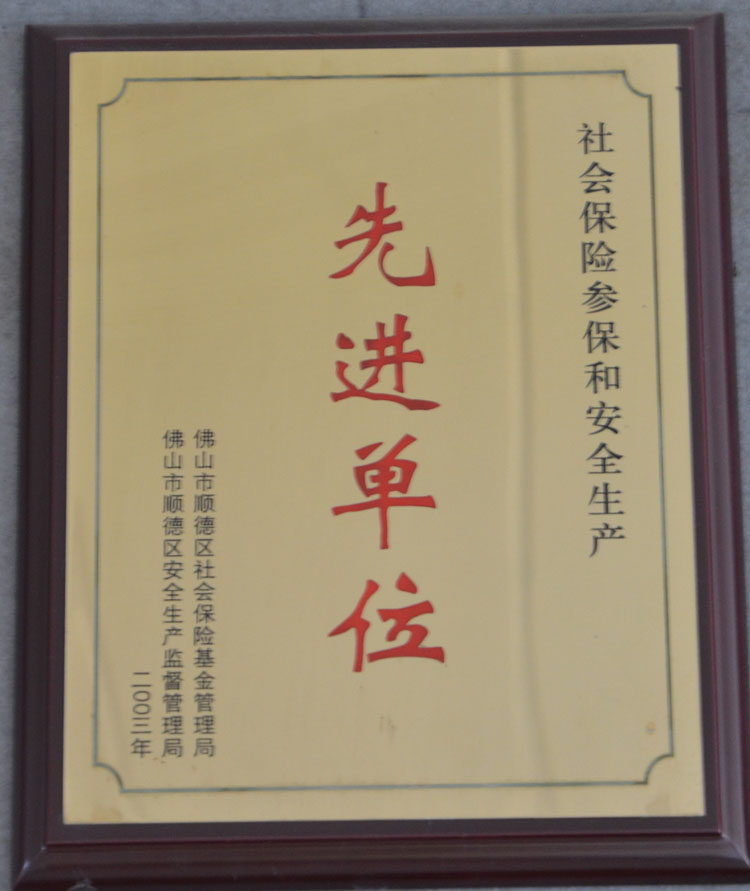 社会保险参保和安全生产
先进单位
佛山市顺德区社会保险基金管理局
佛山市顺德区安全生产监督管理局
二〇〇三年